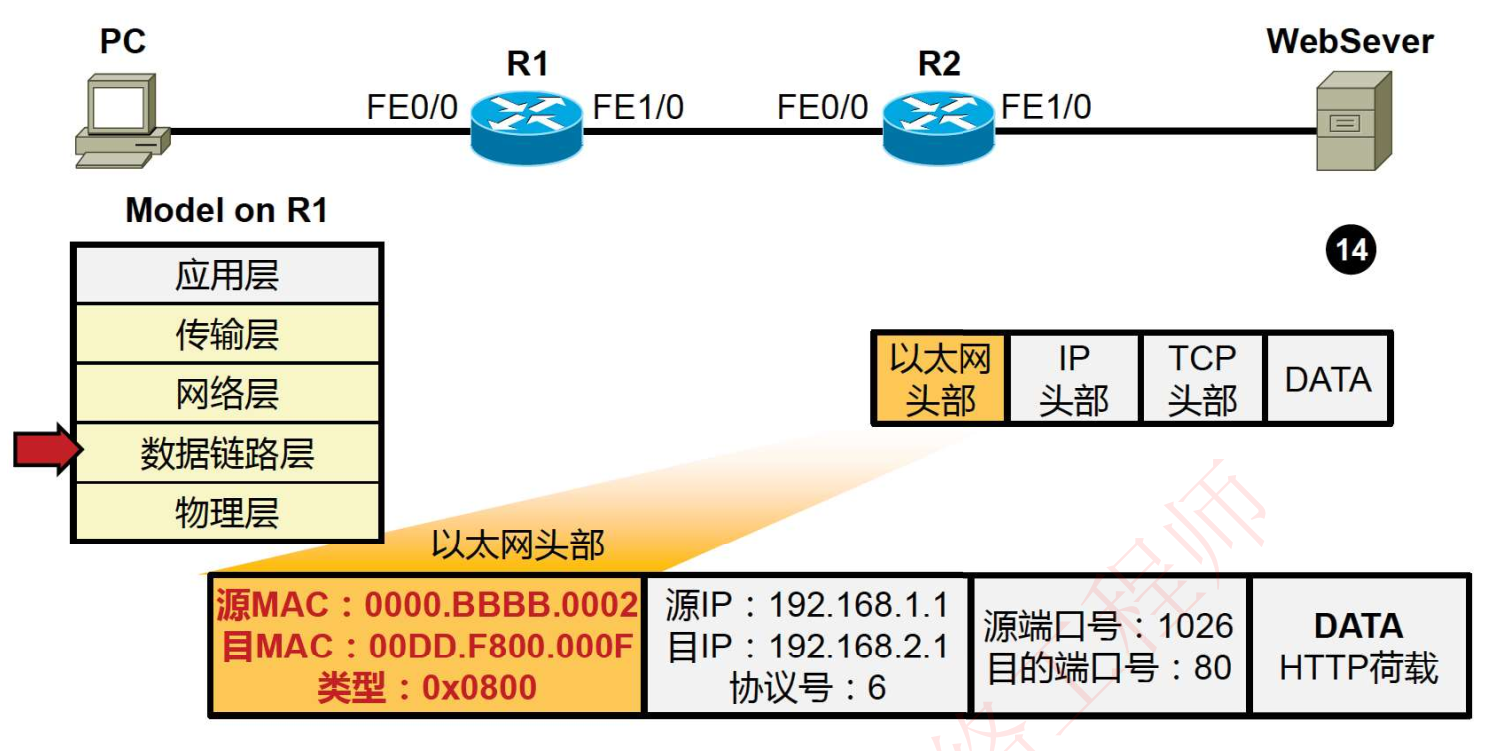 PC
R1
R2
WebSever
FE0/0
FE1/0
FE0/0
FE1/0
Model on R1
应用层
传输层
网络层
数据链路层
物理层
14
以太网
头部
IP
头部
TCP
头部
DATA
以太网头部
源MAC：0000.BBBB.0002
目MAC：00DD.F800.000F
类型：0x0800
源IP：192.168.1.1
目IP：192.168.2.1
协议号：6
源端口号：1026
目的端口号：80
DATA
HTTP荷载
络工程师